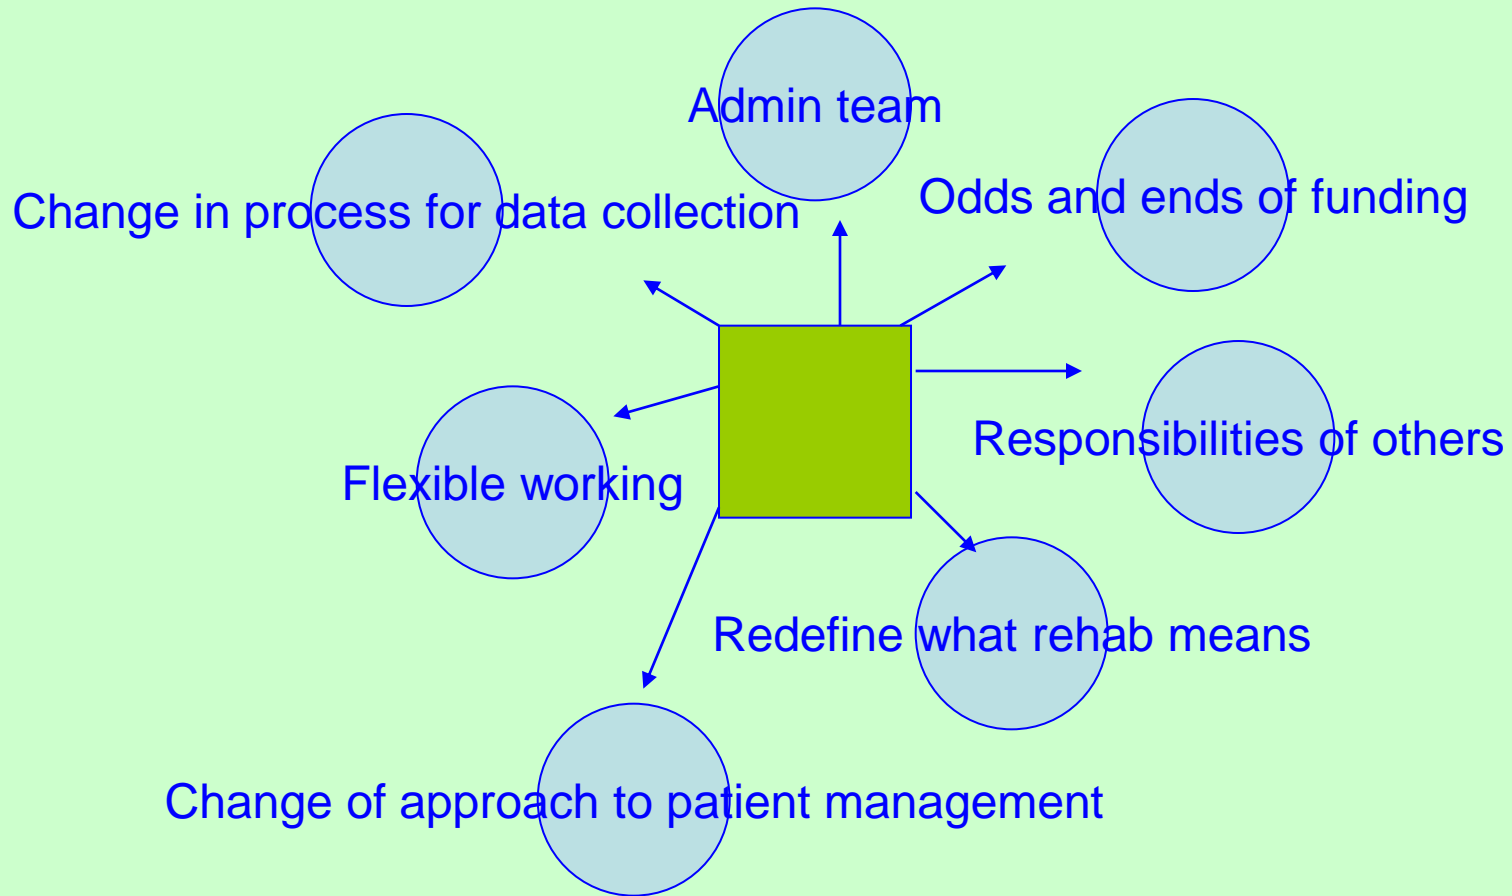 Admin team
Odds and ends of funding
Change in process for data collection
Responsibilities of others
Flexible working
Redefine what rehab means
Change of approach to patient management